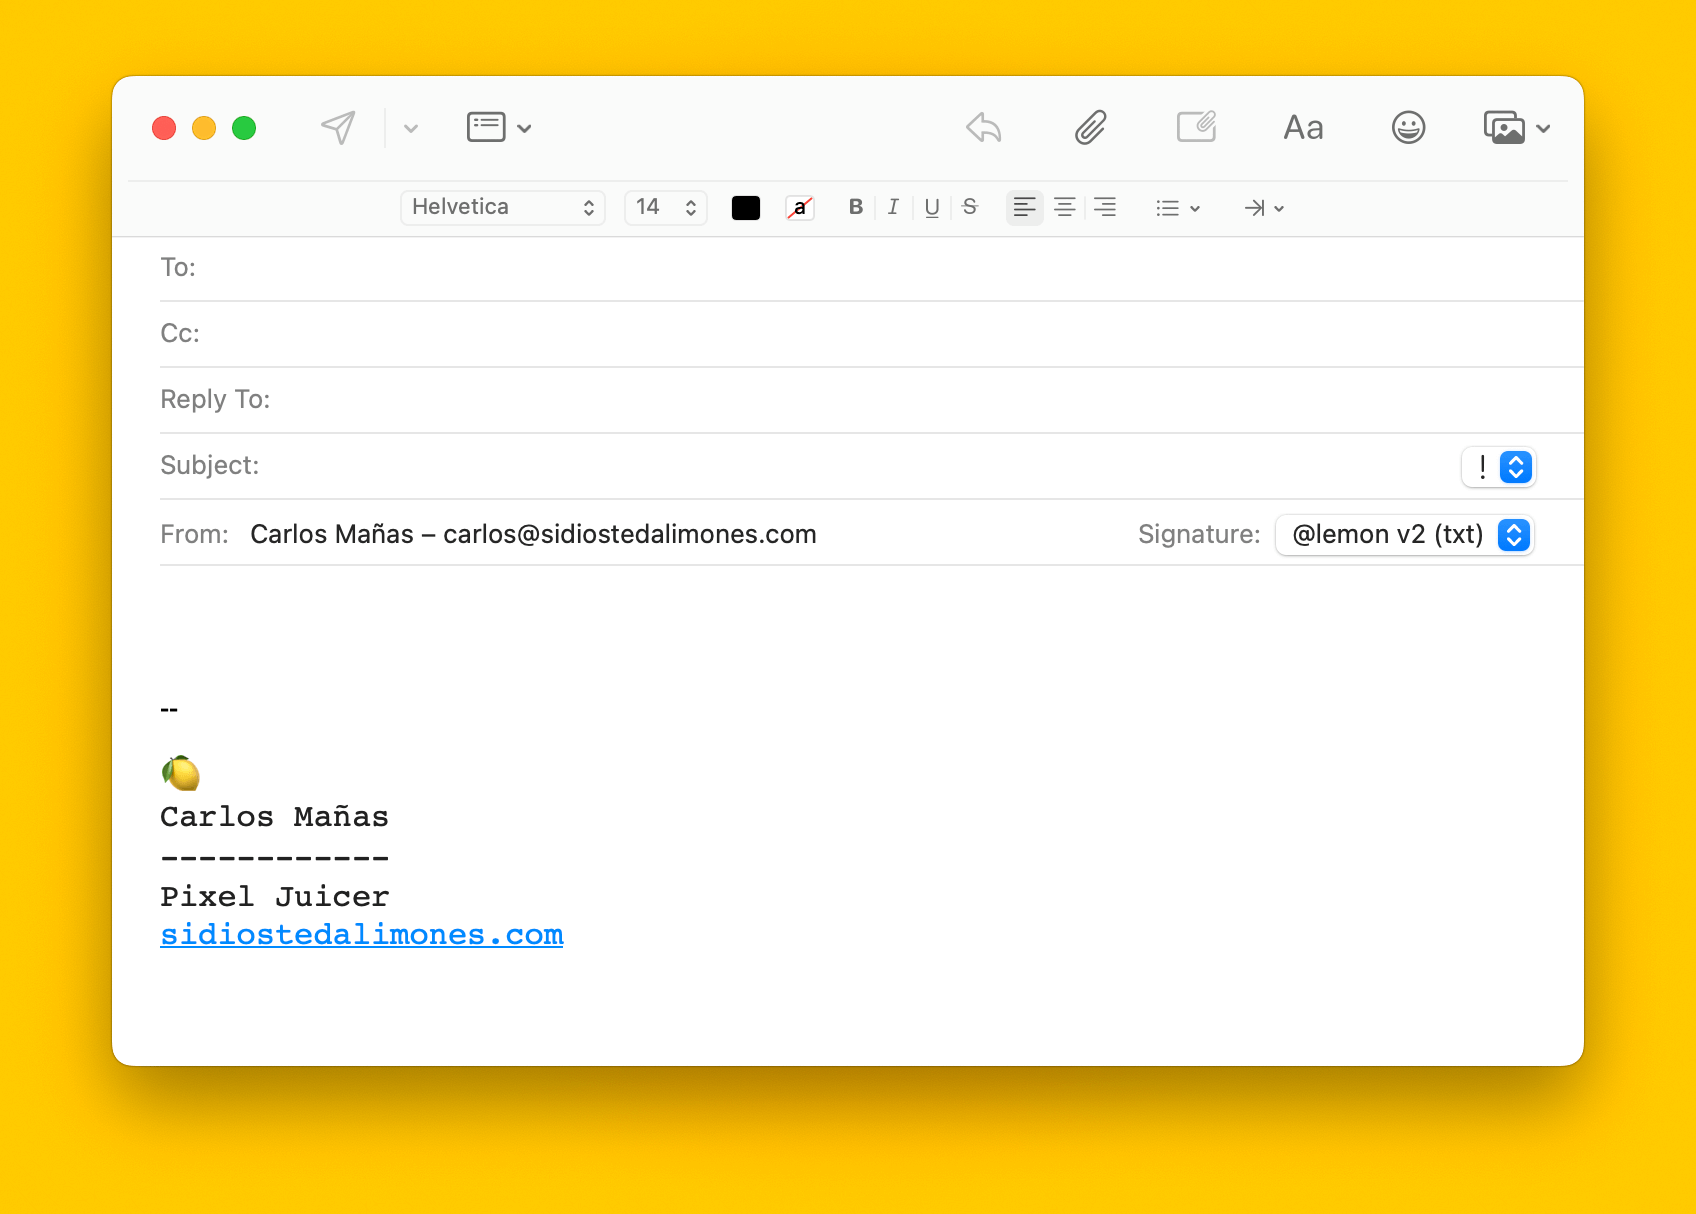 Aa
Helvetica 14 a B I U S
To:
Cc:
Reply To:
Subject: !
From: Carlos Mañas – carlos@sidiostedalimones.com Signature: @lemon v2 (txt)
--
🍋
Carlos Mañas
------------
Pixel Juicer
sidiostedalimones.com